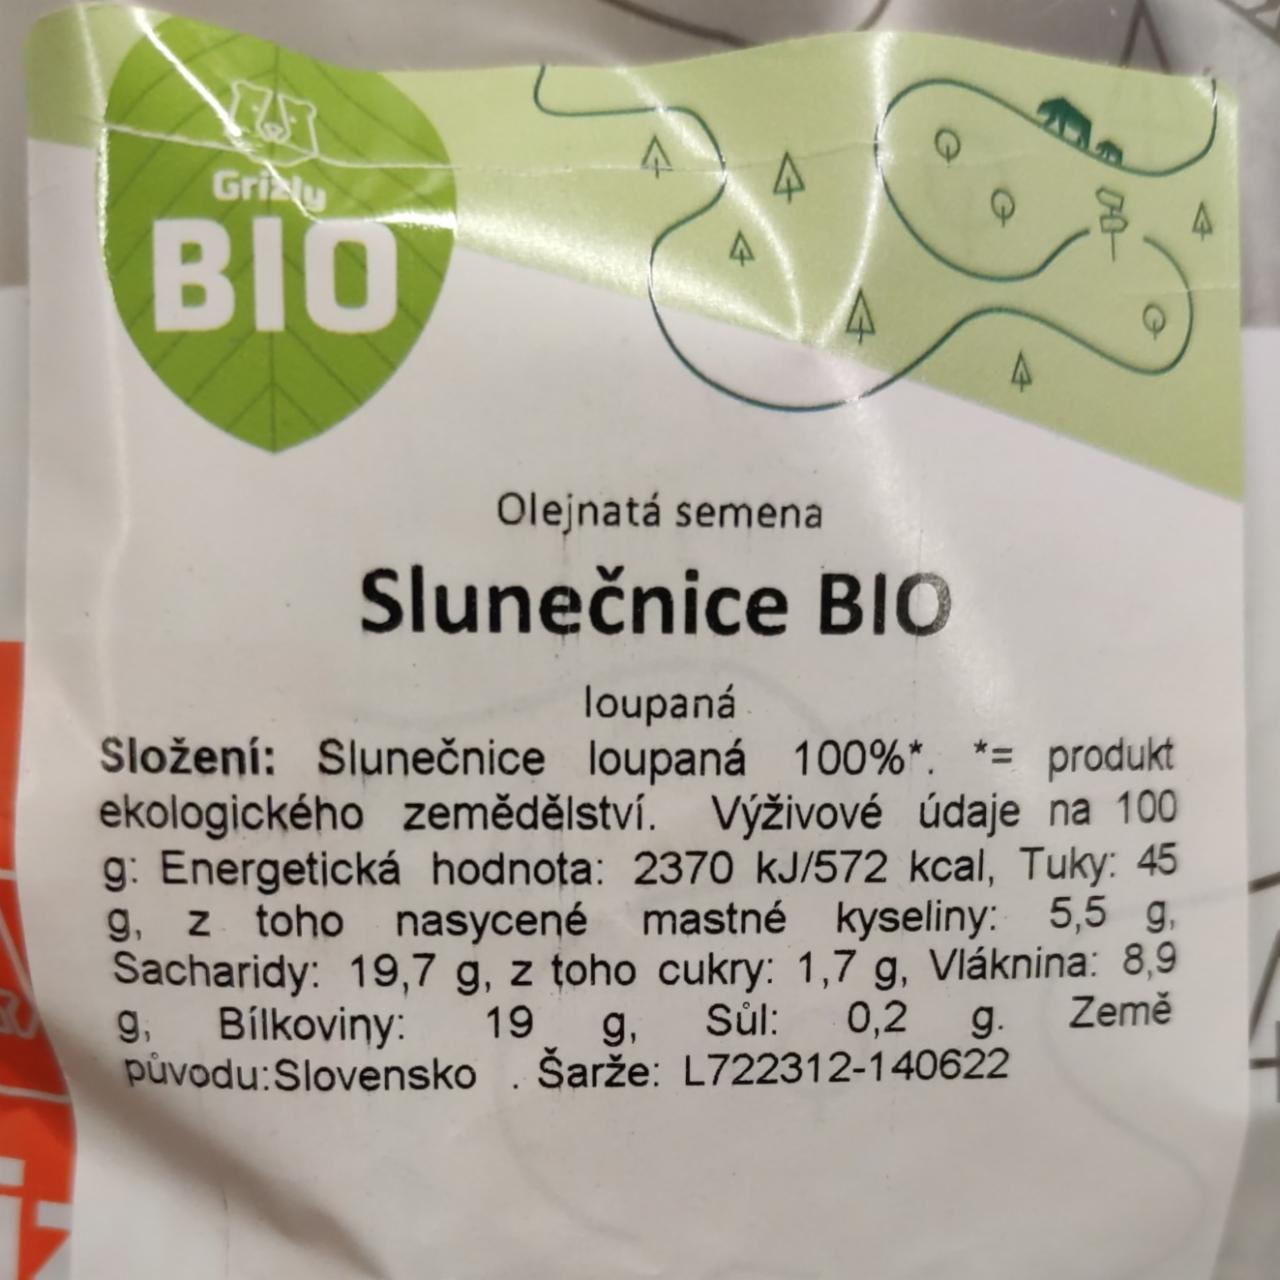 Grizly
BIO
Olejnatá semena
Slunečnice BIO
loupaná
Složení: Slunečnice loupaná 100%*. *= produkt
ekologického zemědělství. Výživové údaje na 100
g: Energetická hodnota: 2370 kJ/572 kcal, Tuky: 45
g, z toho nasycené mastné kyseliny: 5,5 g,
Sacharidy: 19,7 g, z toho cukry: 1,7 g, Vláknina: 8,9
g, Bílkoviny: 19 g, Sůl: 0,2 g. Země
původu:Slovensko . Šarže: L722312-140622